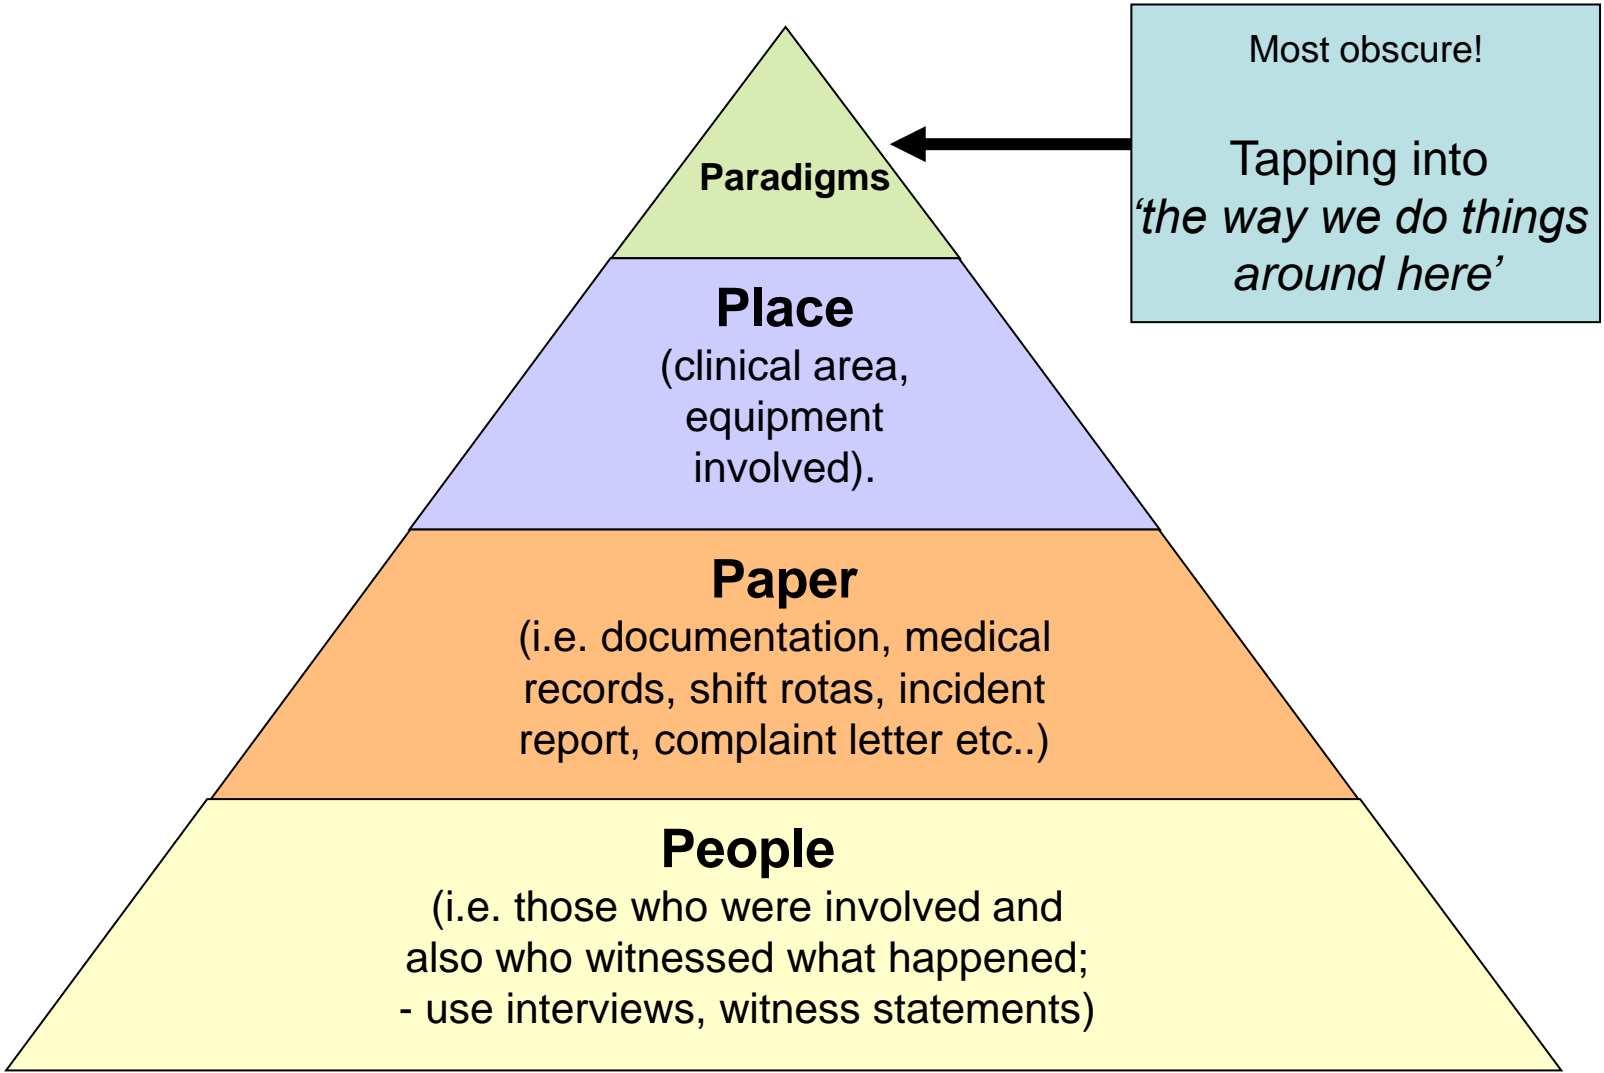 Most obscure!
Tapping into
‘the way we do things
around here’
Paradigms
Place
(clinical area,
equipment
involved).
Paper
(i.e. documentation, medical
records, shift rotas, incident
report, complaint letter etc..)
People
(i.e. those who were involved and
also who witnessed what happened;
- use interviews, witness statements)